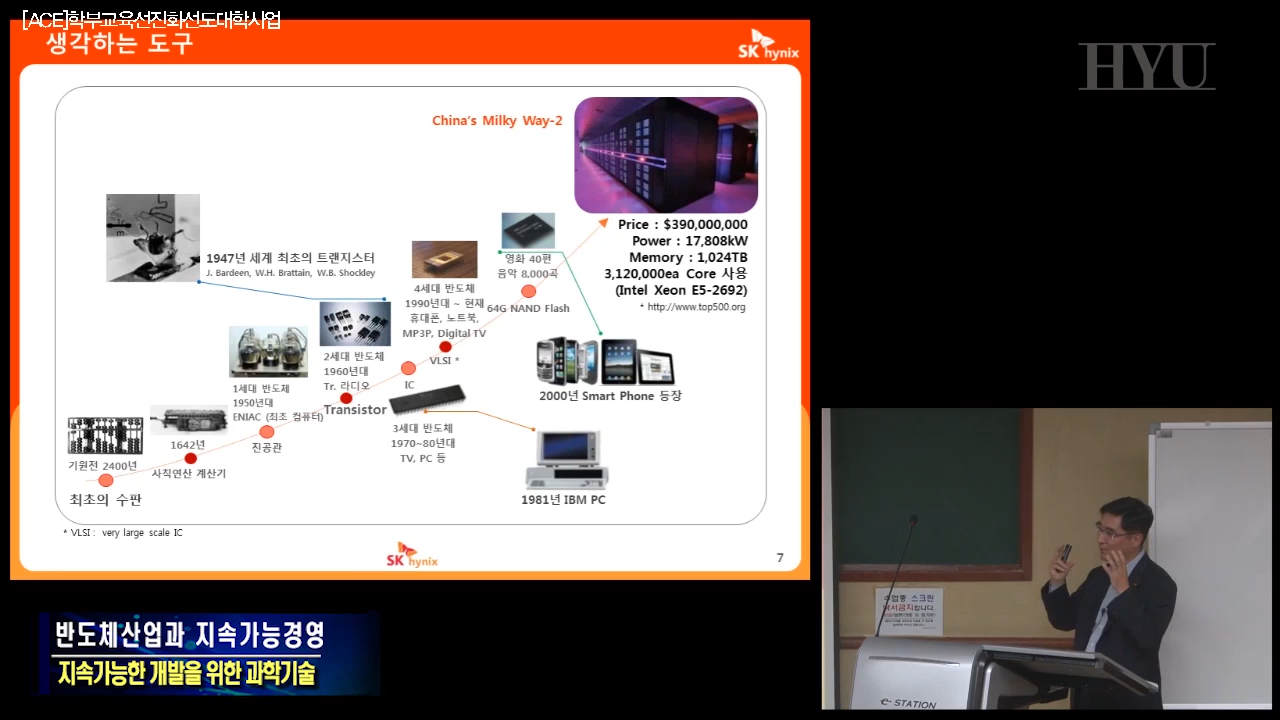 [ACE]학부교육선진화선도대학사업
생각하는 도구
SK hynix
HYU
China's Milky Way-2
Price : $390,000,000
Power : 17,808kW
Memory : 1,024TB
3,120,000ea Core 사용
(Intel Xeon E5-2692)
* http://www.top500.org
1947년 세계 최초의 트랜지스터
J. Bardeen, W.H. Brattain, W.B. Shockley
영화 40편
음악 8,000곡
64G NAND Flash
4세대 반도체
1990년대 ~ 현재
휴대폰, 노트북,
MP3P, Digital TV
VLSI *
2세대 반도체
1960년대
Tr. 라디오
Transistor
IC
1세대 반도체
1950년대
ENIAC (최초 컴퓨터)
진공관
3세대 반도체
1970~80년대
TV, PC 등
2000년 Smart Phone 등장
1981년 IBM PC
1642년
사칙연산 계산기
기원전 2400년
최초의 수판
* VLSI : very large scale IC
SK hynix
7
반도체산업과 지속가능경영
지속가능한 개발을 위한 과학기술
수업중 스크린
e-STATION